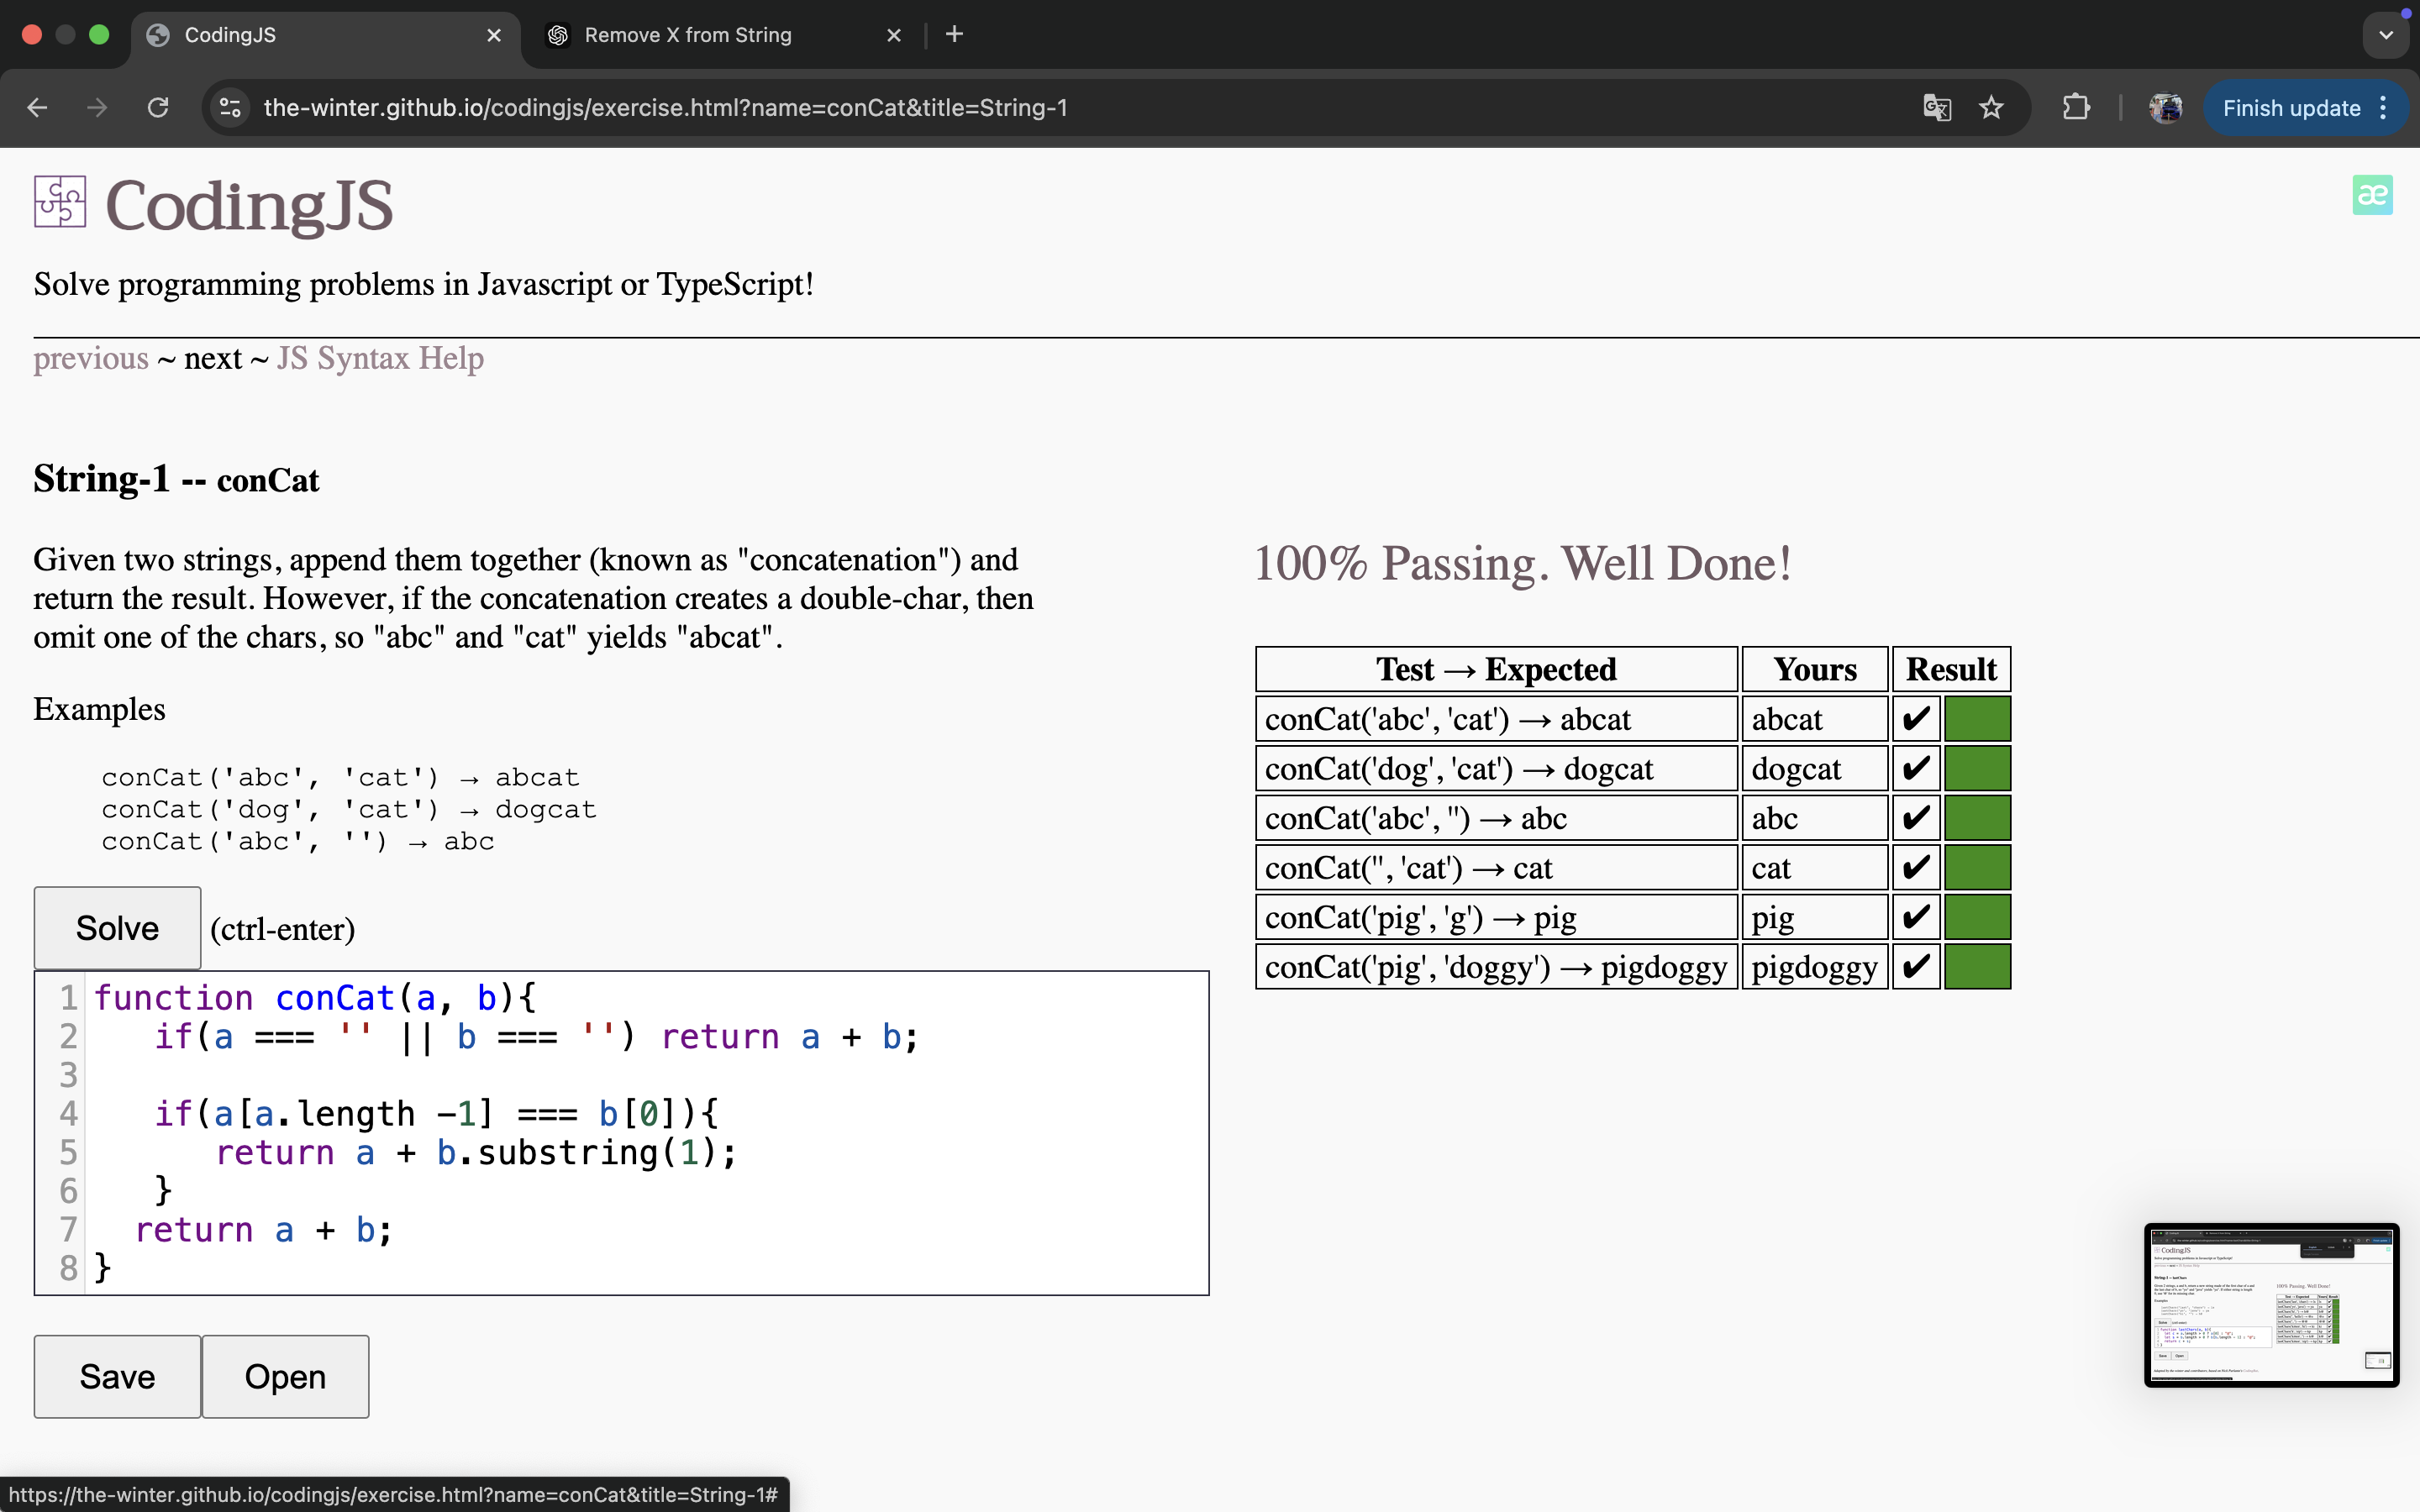 CodingJS
Remove X from String
the-winter.github.io/codingjs/exercise.html?name=conCat&title=String-1
Finish update
CodingJS
æ
Solve programming problems in Javascript or TypeScript!
previous ~ next ~ JS Syntax Help
String-1 -- conCat
Given two strings, append them together (known as "concatenation") and
return the result. However, if the concatenation creates a double-char, then
omit one of the chars, so "abc" and "cat" yields "abcat".
Examples
conCat('abc', 'cat') → abcat
conCat('dog', 'cat') → dogcat
conCat('abc', '') → abc
Solve (ctrl-enter)
1 function conCat(a, b){
2 if(a === '' || b === '') return a + b;
3
4 if(a[a.length -1] === b[0]){
5 return a + b.substring(1);
6 }
7 return a + b;
8 }
Save Open
100% Passing. Well Done!
Test → Expected Yours Result
conCat('abc', 'cat') → abcat abcat ✔
conCat('dog', 'cat') → dogcat dogcat ✔
conCat('abc', '') → abc abc ✔
conCat('', 'cat') → cat cat ✔
conCat('pig', 'g') → pig pig ✔
conCat('pig', 'doggy') → pigdoggy pigdoggy ✔
CodingJS
100% Passing. Well Done!
https://the-winter.github.io/codingjs/exercise.html?name=conCat&title=String-1#